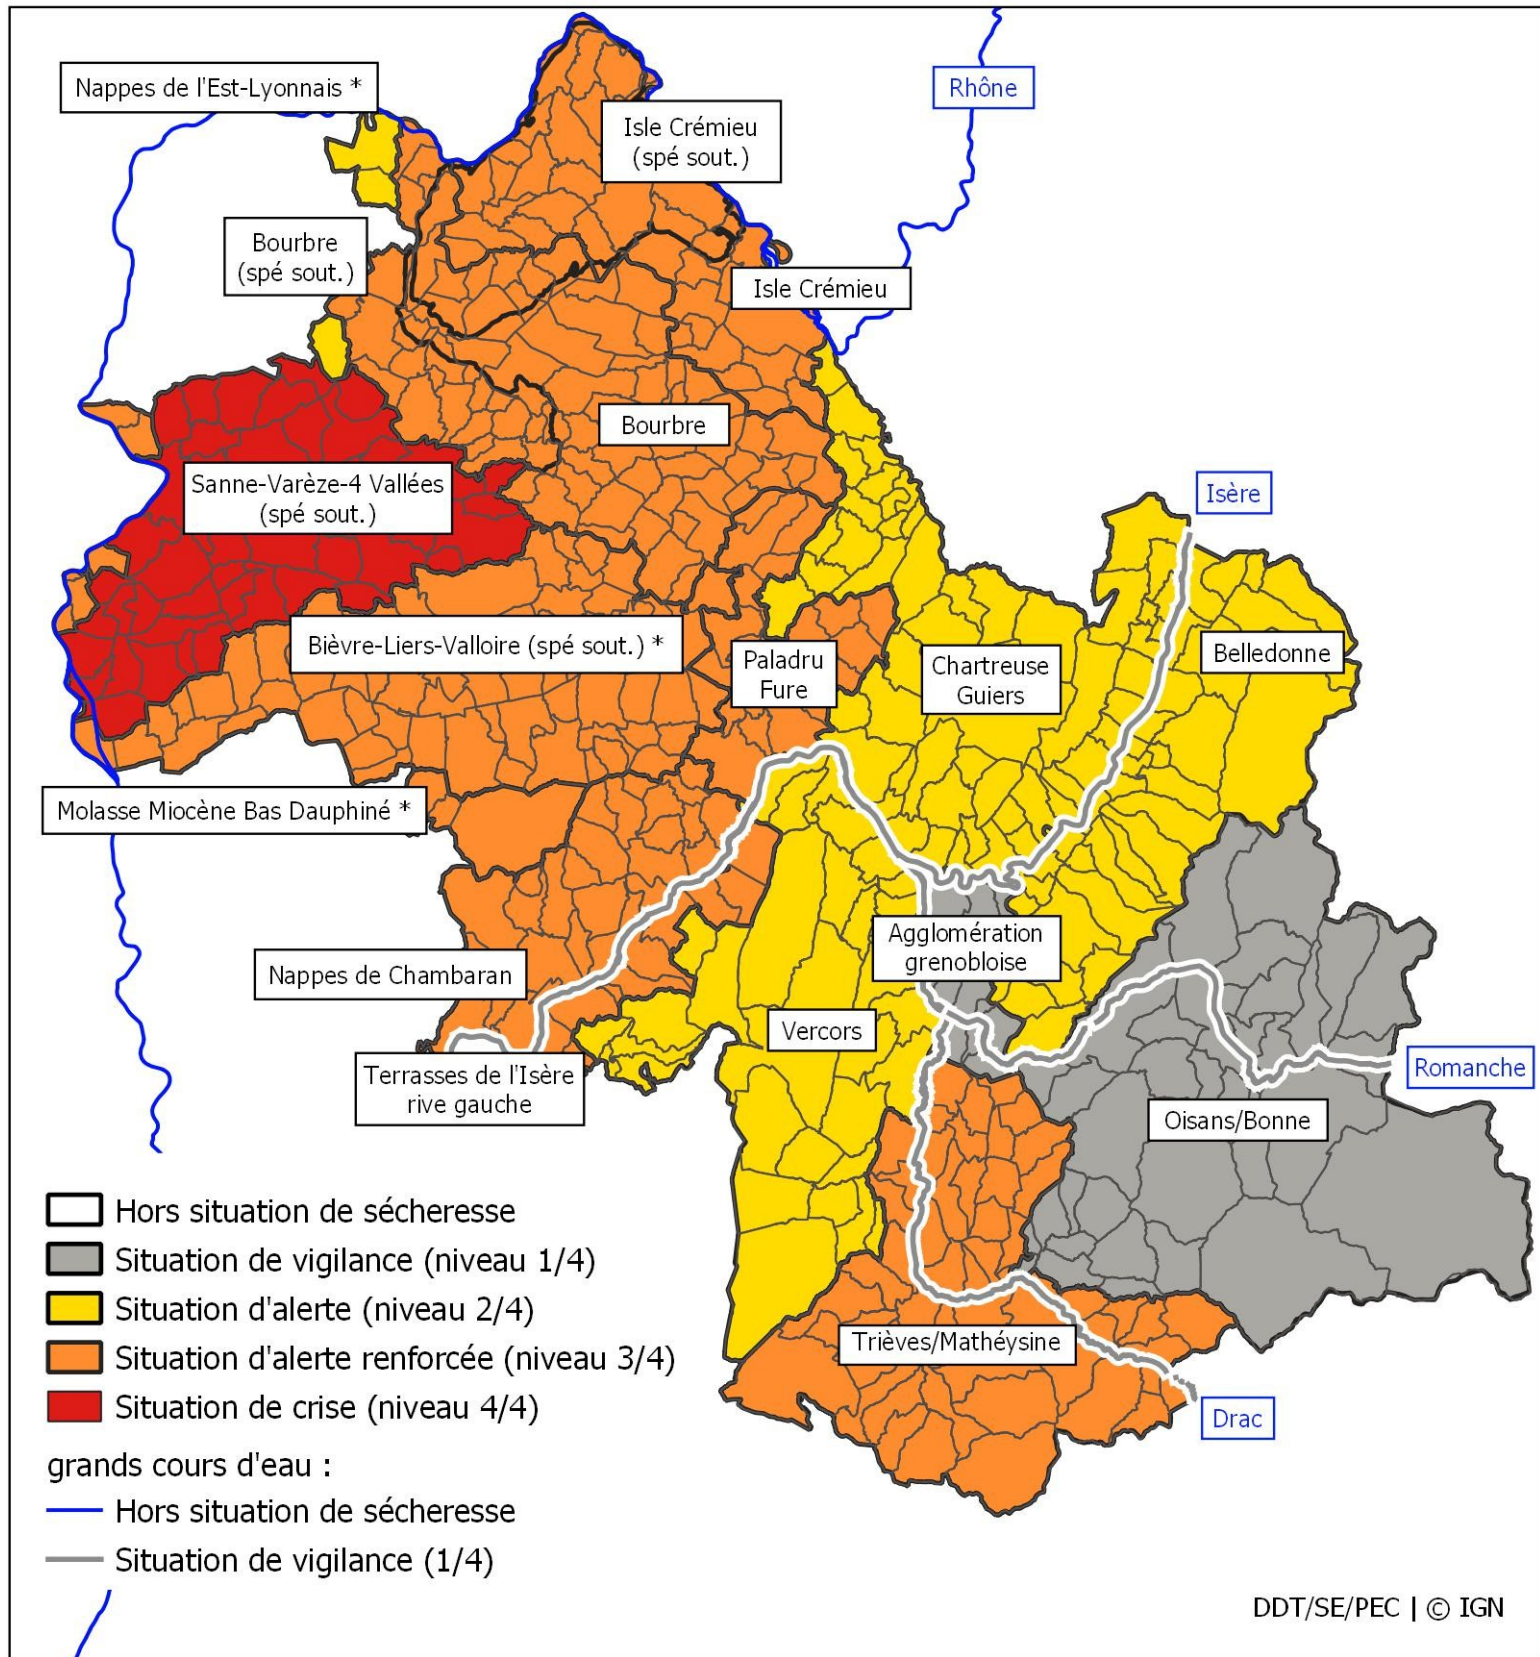 Nappes de l'Est-Lyonnais *
Rhône
Isle Crémieu
(spé sout.)
Bourbre
(spé sout.)
Isle Crémieu
Bourbre
Sanne-Varèze-4 Vallées
(spé sout.)
Isère
Bièvre-Liers-Valloire (spé sout.) *
Paladru
Fure
Chartreuse
Guiers
Belledonne
Molasse Miocène Bas Dauphiné *
Agglomération
grenobloise
Nappes de Chambaran
Vercors
Terrasses de l'Isère
rive gauche
Romanche
Oisans/Bonne
Trièves/Mathéysine
Drac
Hors situation de sécheresse
Situation de vigilance (niveau 1/4)
Situation d'alerte (niveau 2/4)
Situation d'alerte renforcée (niveau 3/4)
Situation de crise (niveau 4/4)
grands cours d'eau :
Hors situation de sécheresse
Situation de vigilance (1/4)
DDT/SE/PEC | © IGN